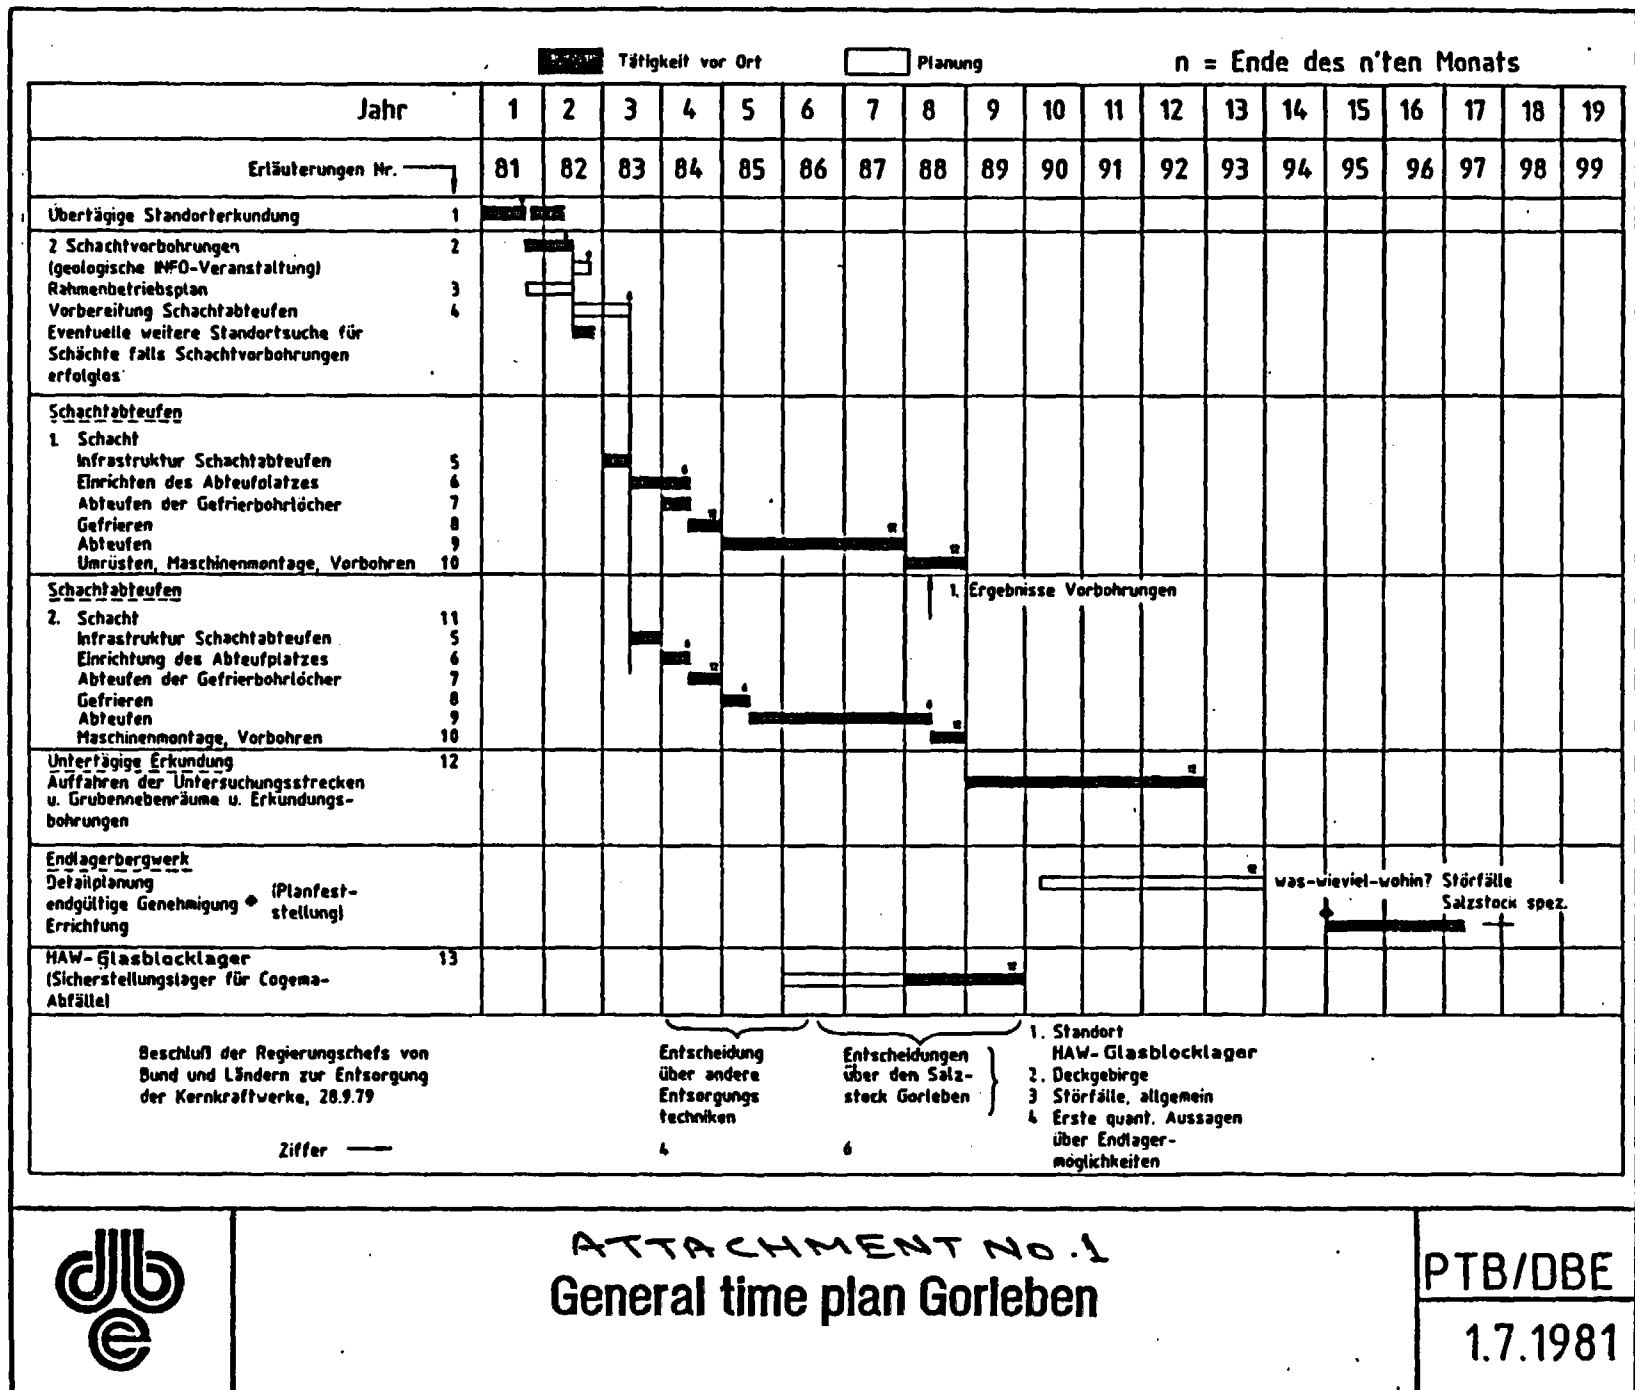 Tätigkeit vor Ort
Planung
n = Ende des n'ten Monats
Jahr 1 2 3 4 5 6 7 8 9 10 11 12 13 14 15 16 17 18 19
Erläuterungen Nr. 81 82 83 84 85 86 87 88 89 90 91 92 93 94 95 96 97 98 99
Übertägige Standorterkundung 1
2 Schachtvorbohrungen 2
(geologische INFO-Veranstaltung)
Rahmenbetriebsplan 3
Vorbereitung Schachtabteufen 4
Eventuelle weitere Standortsuche für
Schächte falls Schachtvorbohrungen
erfolglos
Schachtabteufen
1. Schacht
Infrastruktur Schachtabteufen 5
Einrichten des Abteufplatzes 6
6
Abteufen der Gefrierbohrlöcher 7
Gefrieren 8
Abteufen 9
Umrüsten, Maschinenmontage, Vorbohren 10
12
Schachtabteufen
1. Ergebnisse Vorbohrungen
2. Schacht 11
Infrastruktur Schachtabteufen 5
Einrichtung des Abteufplatzes 6
6
Abteufen der Gefrierbohrlöcher 7
12
Gefrieren 8
6
Abteufen 9
6
Maschinenmontage, Vorbohren 10
12
Untertägige Erkundung 12
Auffahren der Untersuchungsstrecken
12
u. Grubennebenräume u. Erkundungs-
bohrungen
Endlagerbergwerk
Detailplanung
was-wieviel-wohin? Störfälle
endgültige Genehmigung (Planfest-
stellung)
Salzstock spez.
Errichtung
HAW-Glasblocklager 13
12
(Sicherstellungslager für Cogema-
Abfälle)
Beschluß der Regierungschefs von
Bund und Ländern zur Entsorgung
der Kernkraftwerke, 28.9.79
Ziffer
Entscheidung
über andere
Entsorgungs
techniken
4
Entscheidungen
über den Salz-
stock Gorleben
6
1. Standort
HAW-Glasblocklager
2. Deckgebirge
3 Störfälle, allgemein
4 Erste quant. Aussagen
über Endlager-
möglichkeiten
dbe
ATTACHMENT No.1
General time plan Gorleben
PTB/DBE
1.7.1981